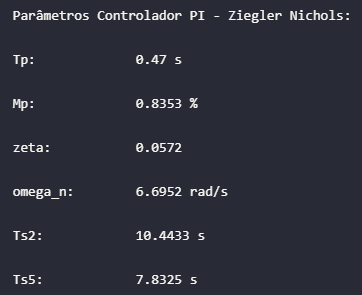 Parâmetros Controlador PI - Ziegler Nichols:
Tp: 0.47 s
Mp: 0.8353 %
zeta: 0.0572
omega_n: 6.6952 rad/s
Ts2: 10.4433 s
Ts5: 7.8325 s